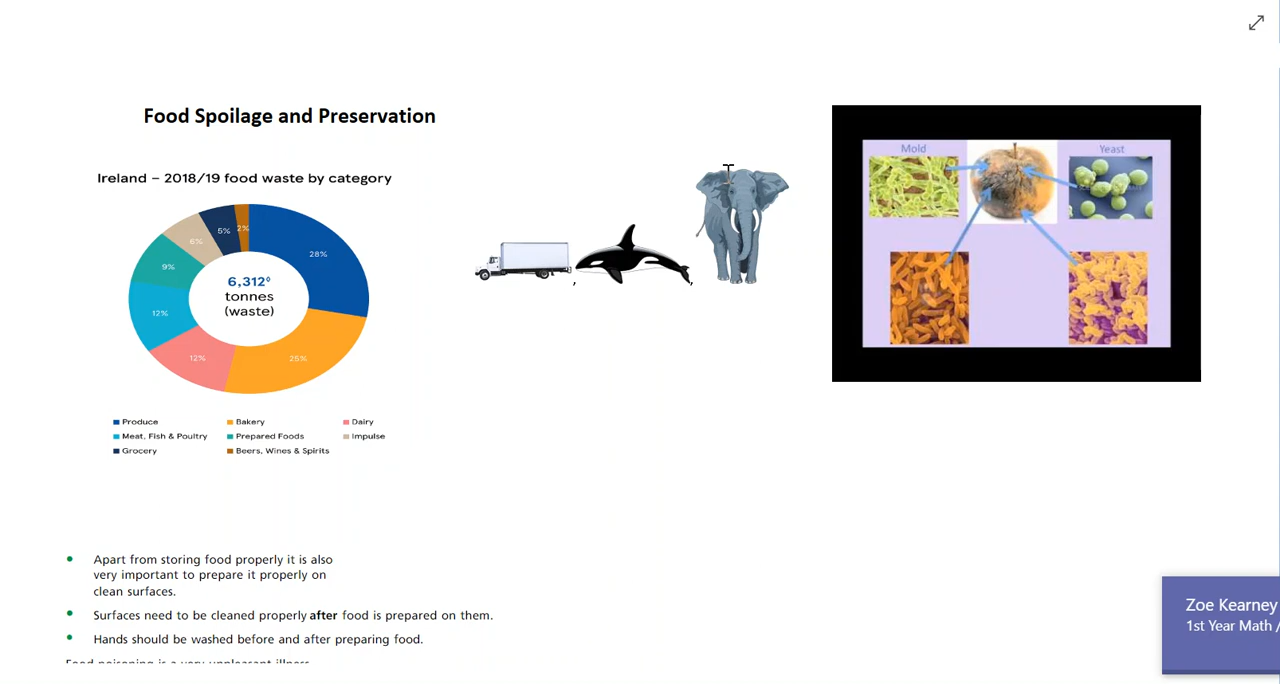 Food Spoilage and Preservation
Ireland – 2018/19 food waste by category
28%
25%
12%
12%
9%
6%
5%
2%
6,312⁰
tonnes
(waste)
Produce
Bakery
Dairy
Meat, Fish & Poultry
Prepared Foods
Impulse
Grocery
Beers, Wines & Spirits
,
,
Mold
Yeast
• Apart from storing food properly it is also
very important to prepare it properly on
clean surfaces.
• Surfaces need to be cleaned properly after food is prepared on them.
• Hands should be washed before and after preparing food.
Food poisoning is a very unpleasant illness
Zoe Kearney
1st Year Math /